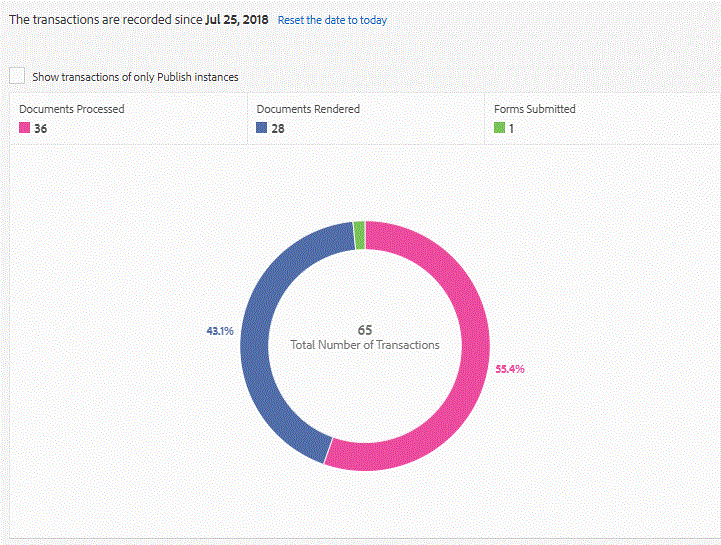 The transactions are recorded since Jul 25, 2018 Reset the date to today
Show transactions of only Publish instances
Documents Processed Documents Rendered Forms Submitted
36 28 1
43.1%
65
Total Number of Transactions
55.4%